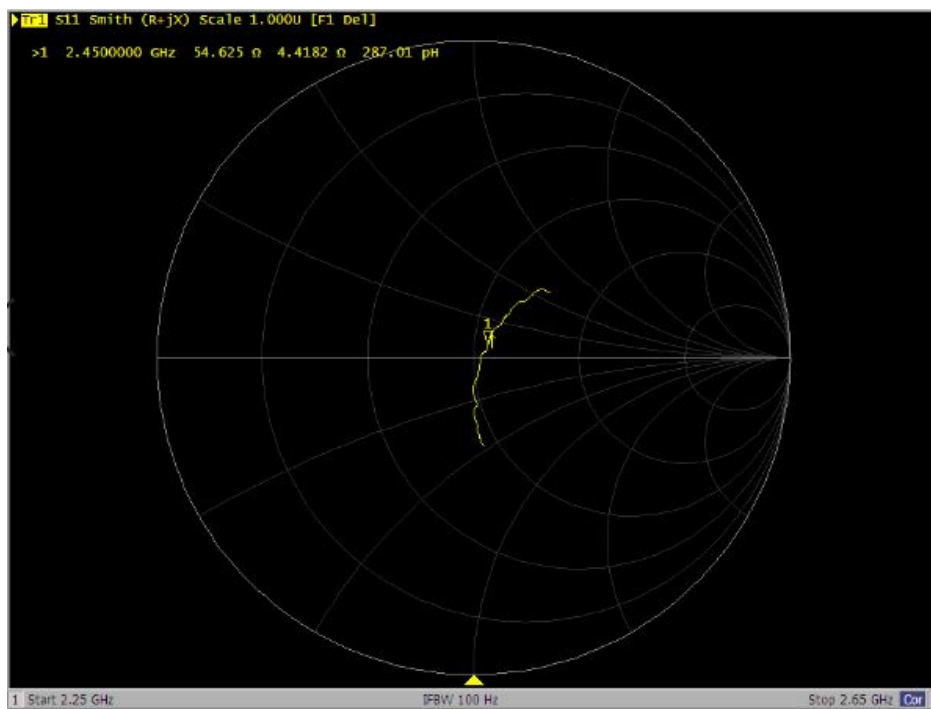 Tr1 S11 Smith (R+jX) Scale 1.000U [F1 Del]
>1 2.4500000 GHz 54.625 Ω 4.4182 Ω 287.01 pH
1
1 Start 2.25 GHz IFBW 100 Hz Stop 2.65 GHz Cor